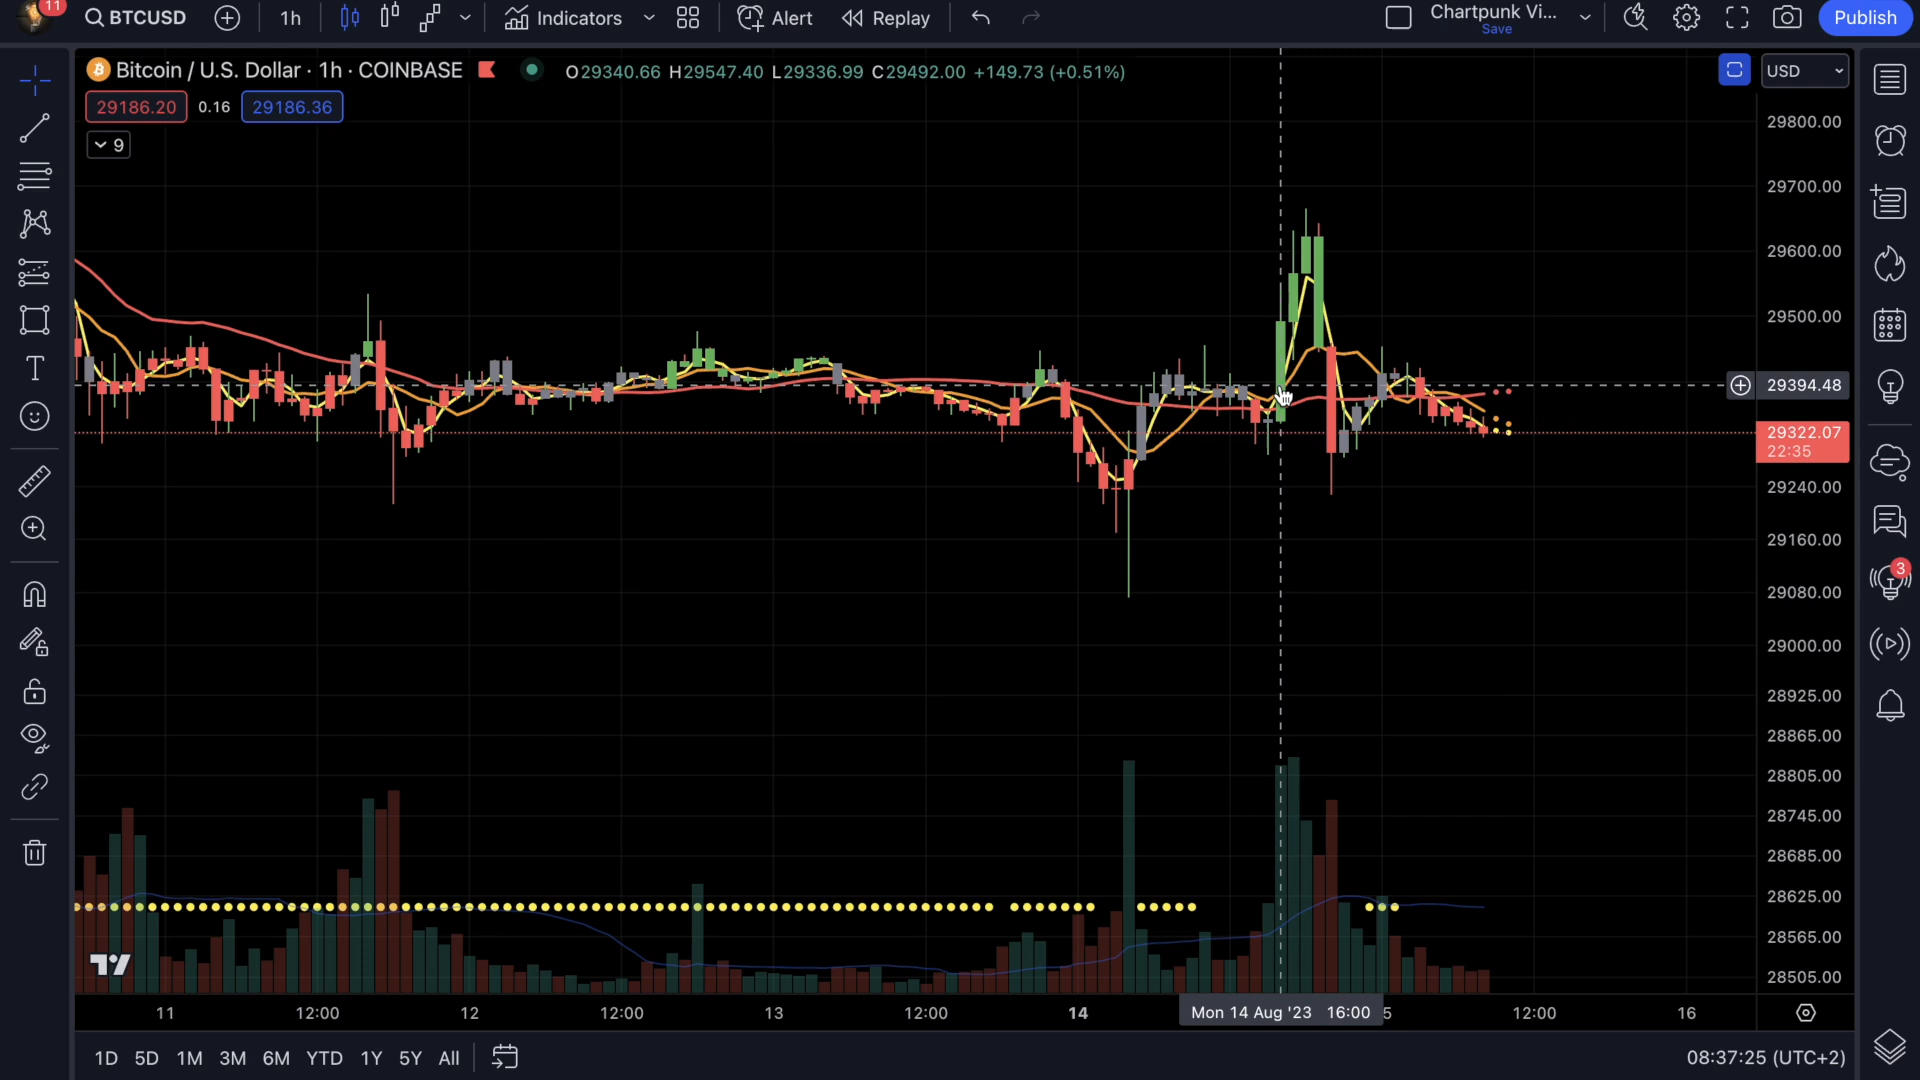 11
BTCUSD
1h
Indicators
Alert
Replay
Chartpunk Vi...
Save
Publish
Bitcoin / U.S. Dollar · 1h · COINBASE
O29340.66 H29547.40 L29336.99 C29492.00 +149.73 (+0.51%)
USD
29186.20
0.16
29186.36
9
29800.00
29700.00
29600.00
29500.00
29394.48
29322.07
22:35
29240.00
29160.00
29080.00
29000.00
28925.00
28865.00
28805.00
28745.00
28685.00
28625.00
28565.00
28505.00
3
11
12:00
12
12:00
13
12:00
14
Mon 14 Aug '23 16:00
5
12:00
16
1D 5D 1M 3M 6M YTD 1Y 5Y All
08:37:25 (UTC+2)